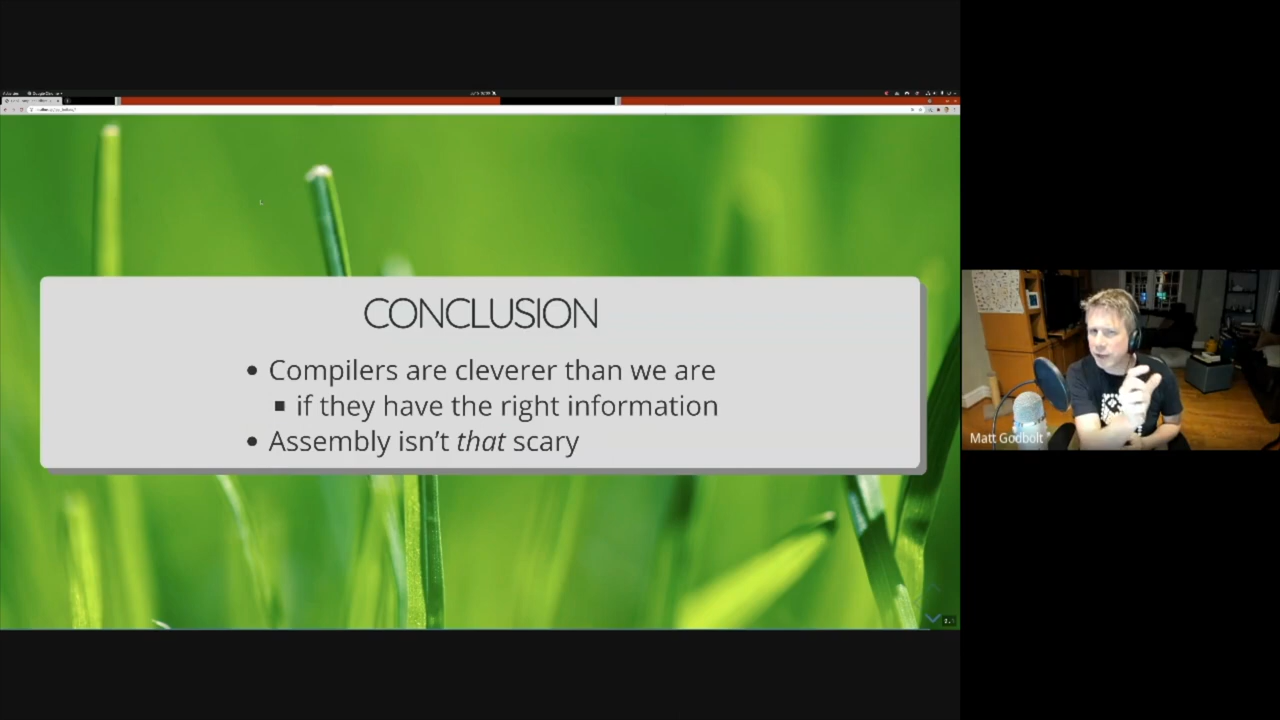 CONCLUSION
Compilers are cleverer than we are
if they have the right information
Assembly isn't that scary
Matt Godbolt